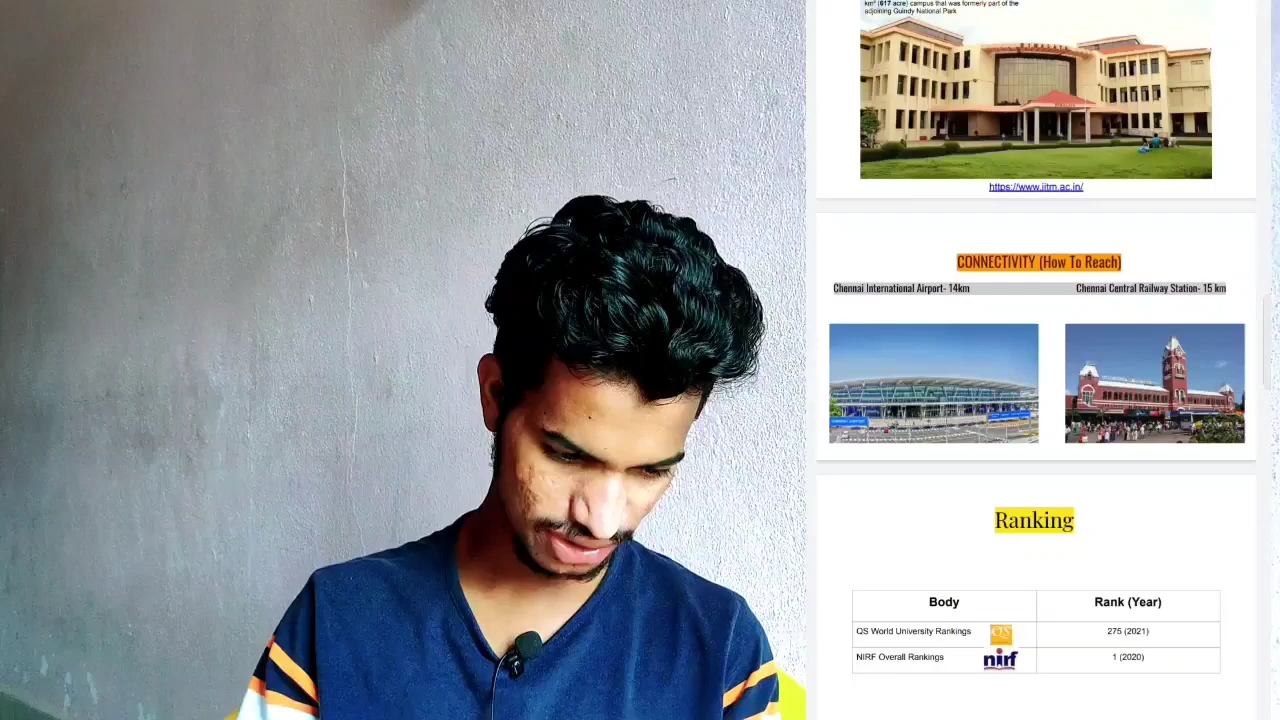 km² (617 acre) campus that was formerly part of the
adjoining Guindy National Park
HIMALAYA
https://www.iitm.ac.in/
CONNECTIVITY (How To Reach)
Chennai International Airport- 14km
Chennai Central Railway Station- 15 km
Ranking
Body
Rank (Year)
QS World University Rankings
QS
275 (2021)
NIRF Overall Rankings
nirf
1 (2020)